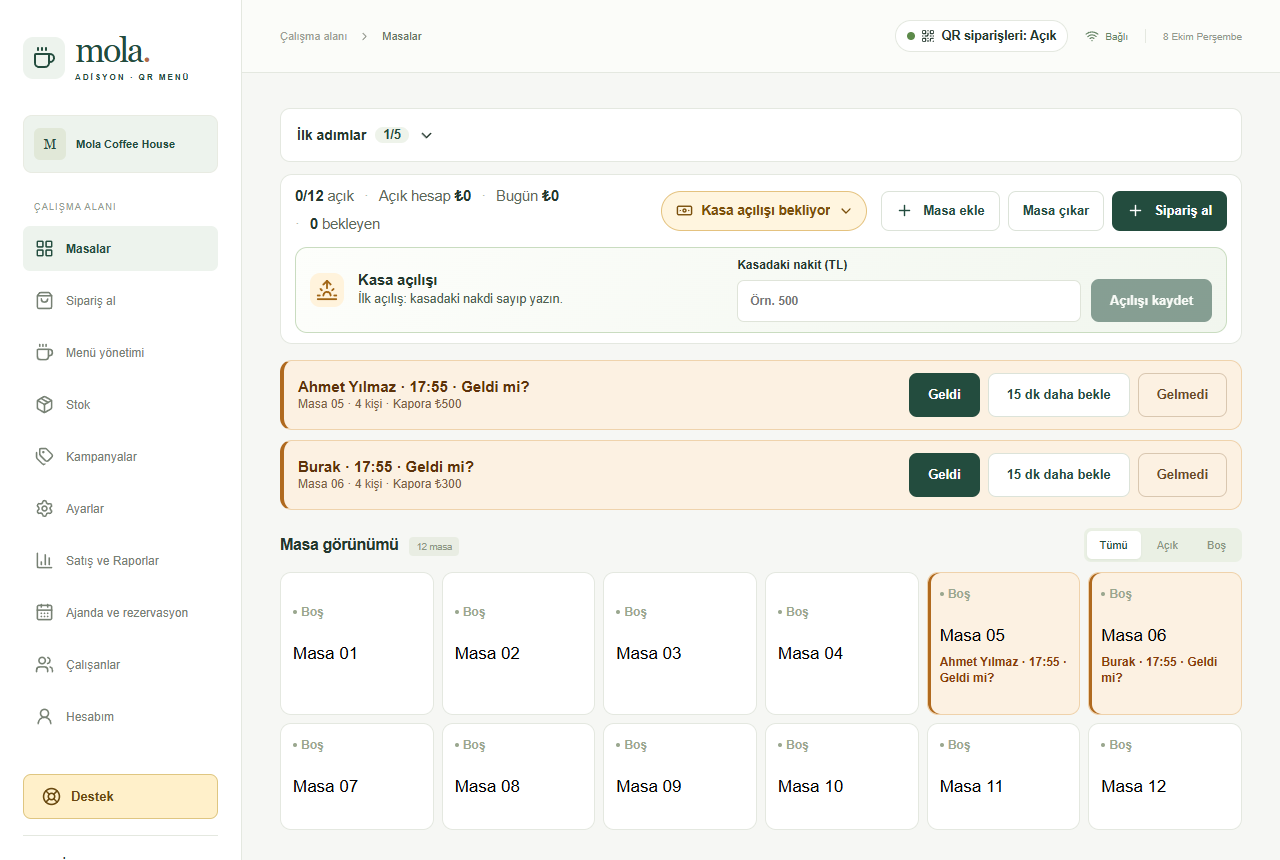 mola.
ADİSYON · QR MENÜ
M Mola Coffee House
ÇALIŞMA ALANI
Masalar
Sipariş al
Menü yönetimi
Stok
Kampanyalar
Ayarlar
Satış ve Raporlar
Ajanda ve rezervasyon
Çalışanlar
Hesabım
Destek
Çalışma alanı > Masalar
QR siparişleri: Açık
Bağlı
8 Ekim Perşembe
İlk adımlar 1/5
0/12 açık · Açık hesap ₺0 · Bugün ₺0
· 0 bekleyen
Kasa açılışı bekliyor
+ Masa ekle
Masa çıkar
+ Sipariş al
Kasa açılışı
İlk açılış: kasadaki nakdi sayıp yazın.
Kasadaki nakit (TL)
Örn. 500
Açılışı kaydet
Ahmet Yılmaz · 17:55 · Geldi mi?
Masa 05 · 4 kişi · Kapora ₺500
Geldi
15 dk daha bekle
Gelmedi
Burak · 17:55 · Geldi mi?
Masa 06 · 4 kişi · Kapora ₺300
Geldi
15 dk daha bekle
Gelmedi
Masa görünümü 12 masa
Tümü Açık Boş
• Boş
Masa 01
• Boş
Masa 02
• Boş
Masa 03
• Boş
Masa 04
• Boş
Masa 05
Ahmet Yılmaz · 17:55 ·
Geldi mi?
• Boş
Masa 06
Burak · 17:55 · Geldi
mi?
• Boş
Masa 07
• Boş
Masa 08
• Boş
Masa 09
• Boş
Masa 10
• Boş
Masa 11
• Boş
Masa 12